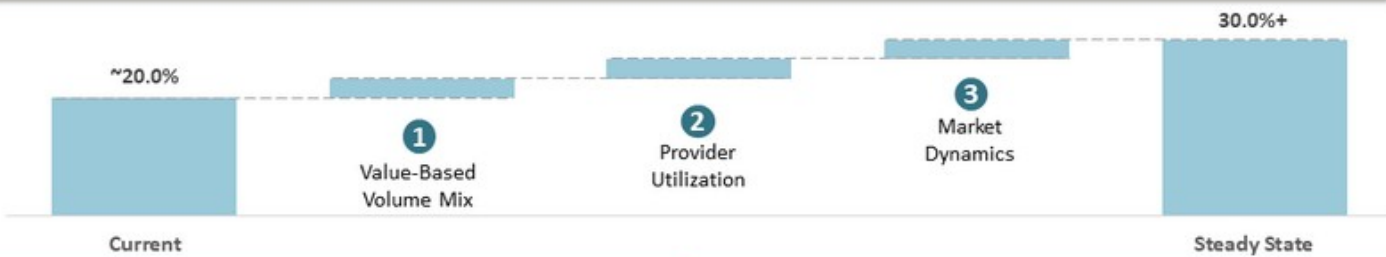 ~20.0%
30.0%+
1
Value-Based
Volume Mix
2
Provider
Utilization
3
Market
Dynamics
Current
Steady State